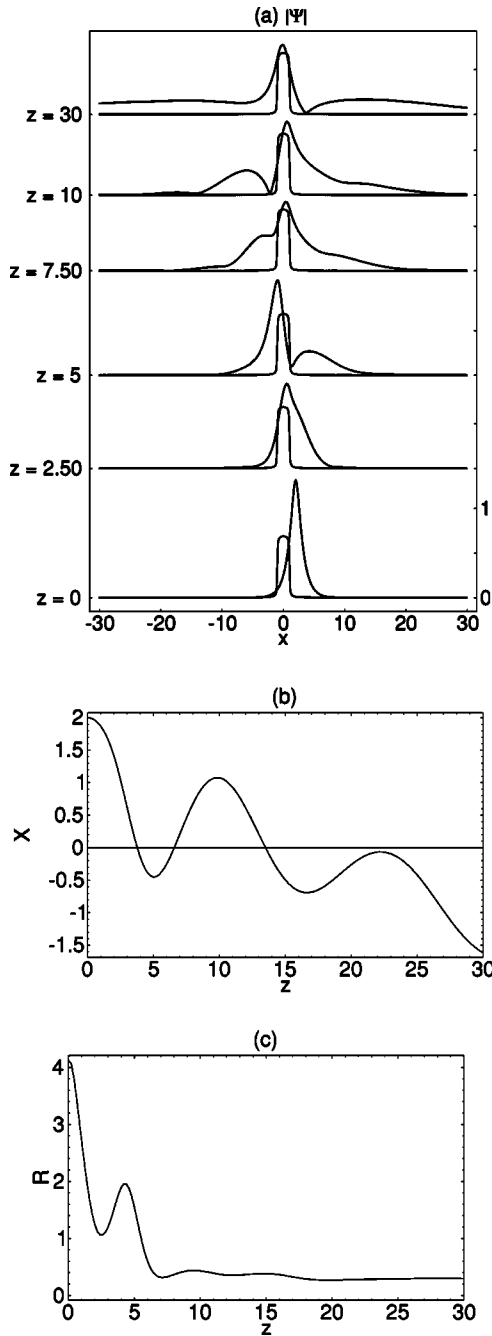 (a) |Ψ|
z = 30
z = 10
z = 7.50
z = 5
z = 2.50
z = 0
1
0
-30 -20 -10 0 10 20 30
x
(b)
X
2
1.5
1
0.5
0
-0.5
-1
-1.5
0 5 10 15 20 25 30
z
(c)
R
4
3
2
1
0
0 5 10 15 20 25 30
z